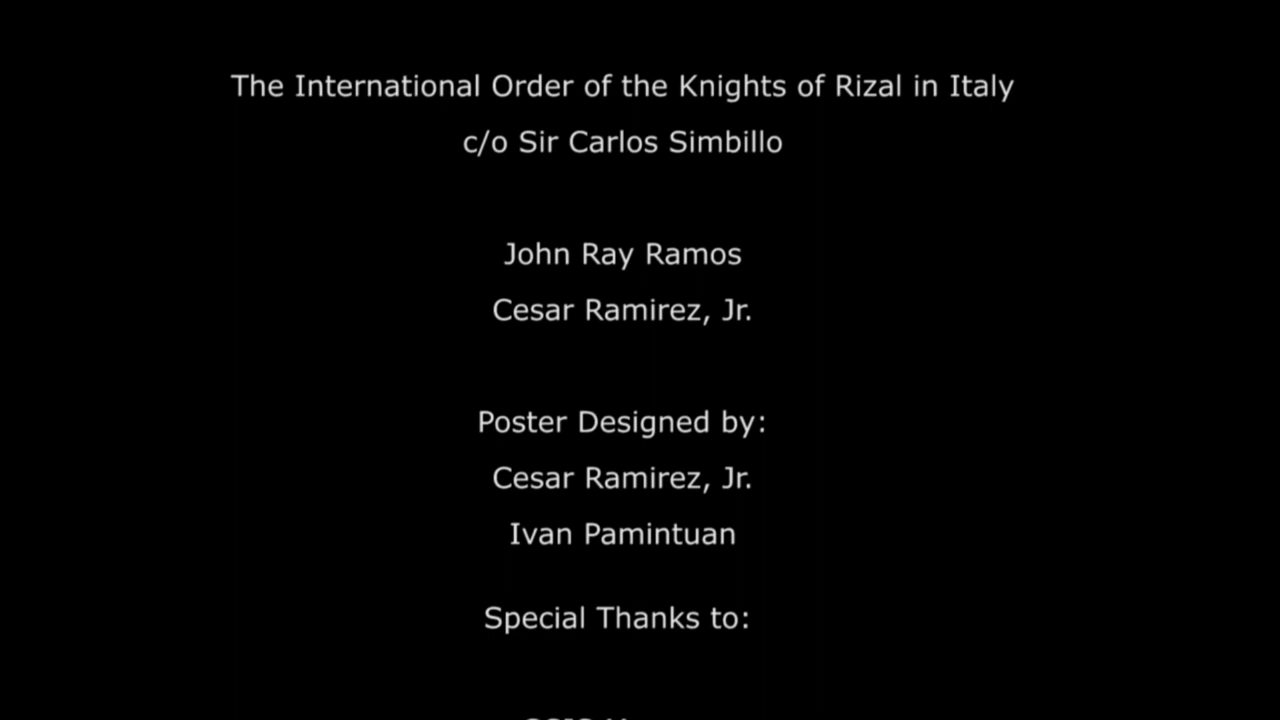 The International Order of the Knights of Rizal in Italy
c/o Sir Carlos Simbillo
John Ray Ramos
Cesar Ramirez, Jr.
Poster Designed by:
Cesar Ramirez, Jr.
Ivan Pamintuan
Special Thanks to: